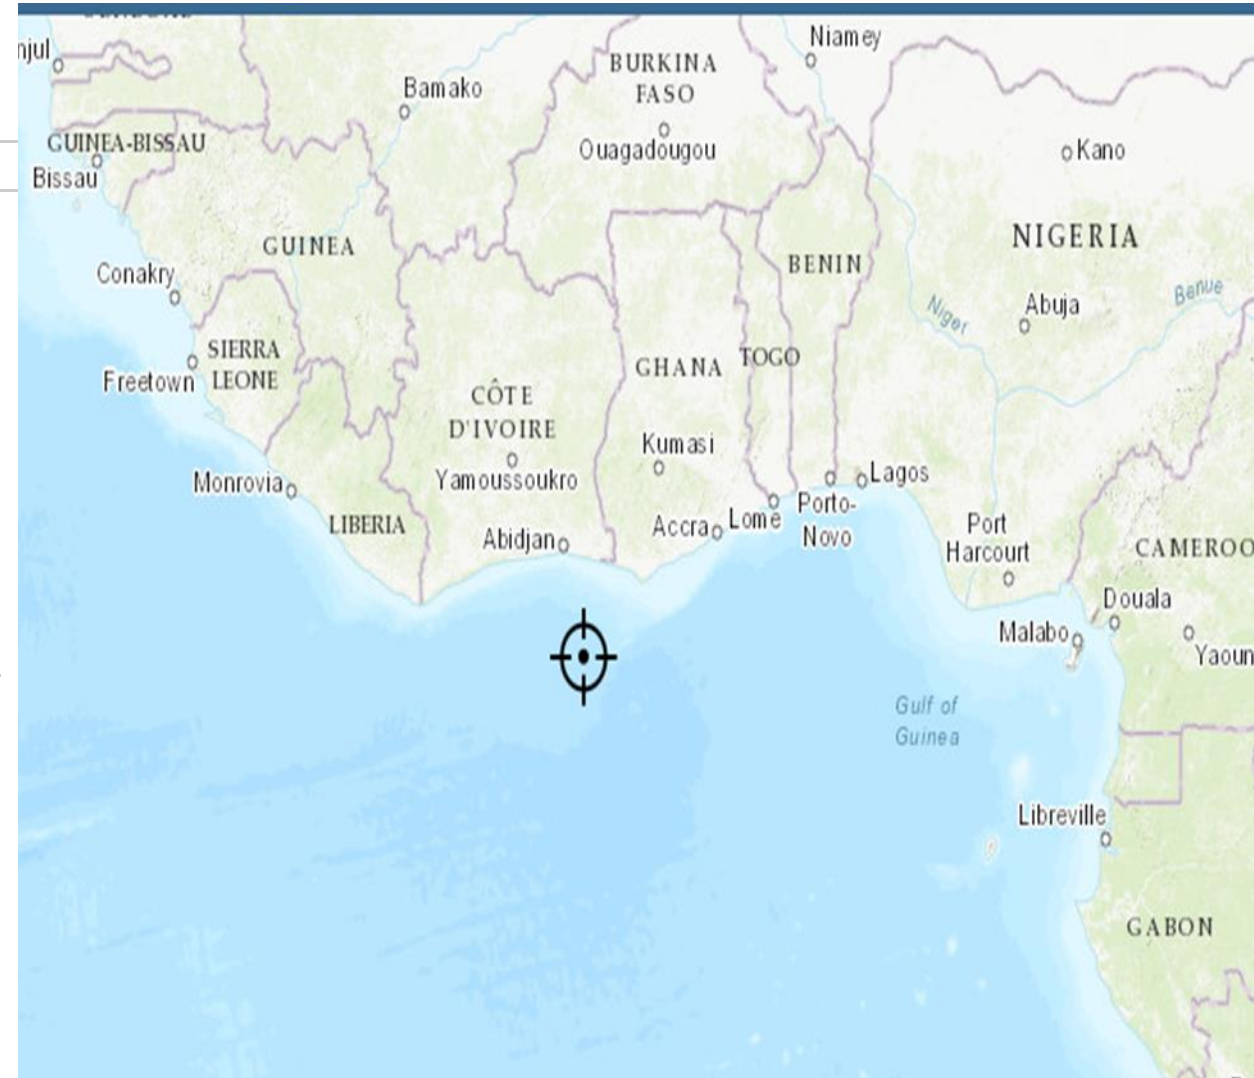 njul
Niamey
BURKINA
FASO
Bamako
Ouagadougou
GUINEA-BISSAU
Bissau
Kano
NIGERIA
GUINEA
BENIN
Conakry
Niger
Abuja
Benue
SIERRA
LEONE
Freetown
GHANA
TOGO
CÔTE
D'IVOIRE
Kumasi
Yamoussoukro
Monrovia
Lagos
LIBERIA
Abidjan
Accra
Lome
Porto-
Novo
Port
Harcourt
CAMEROO
Douala
Malabo
Yaoun
Gulf of
Guinea
Libreville
GABON